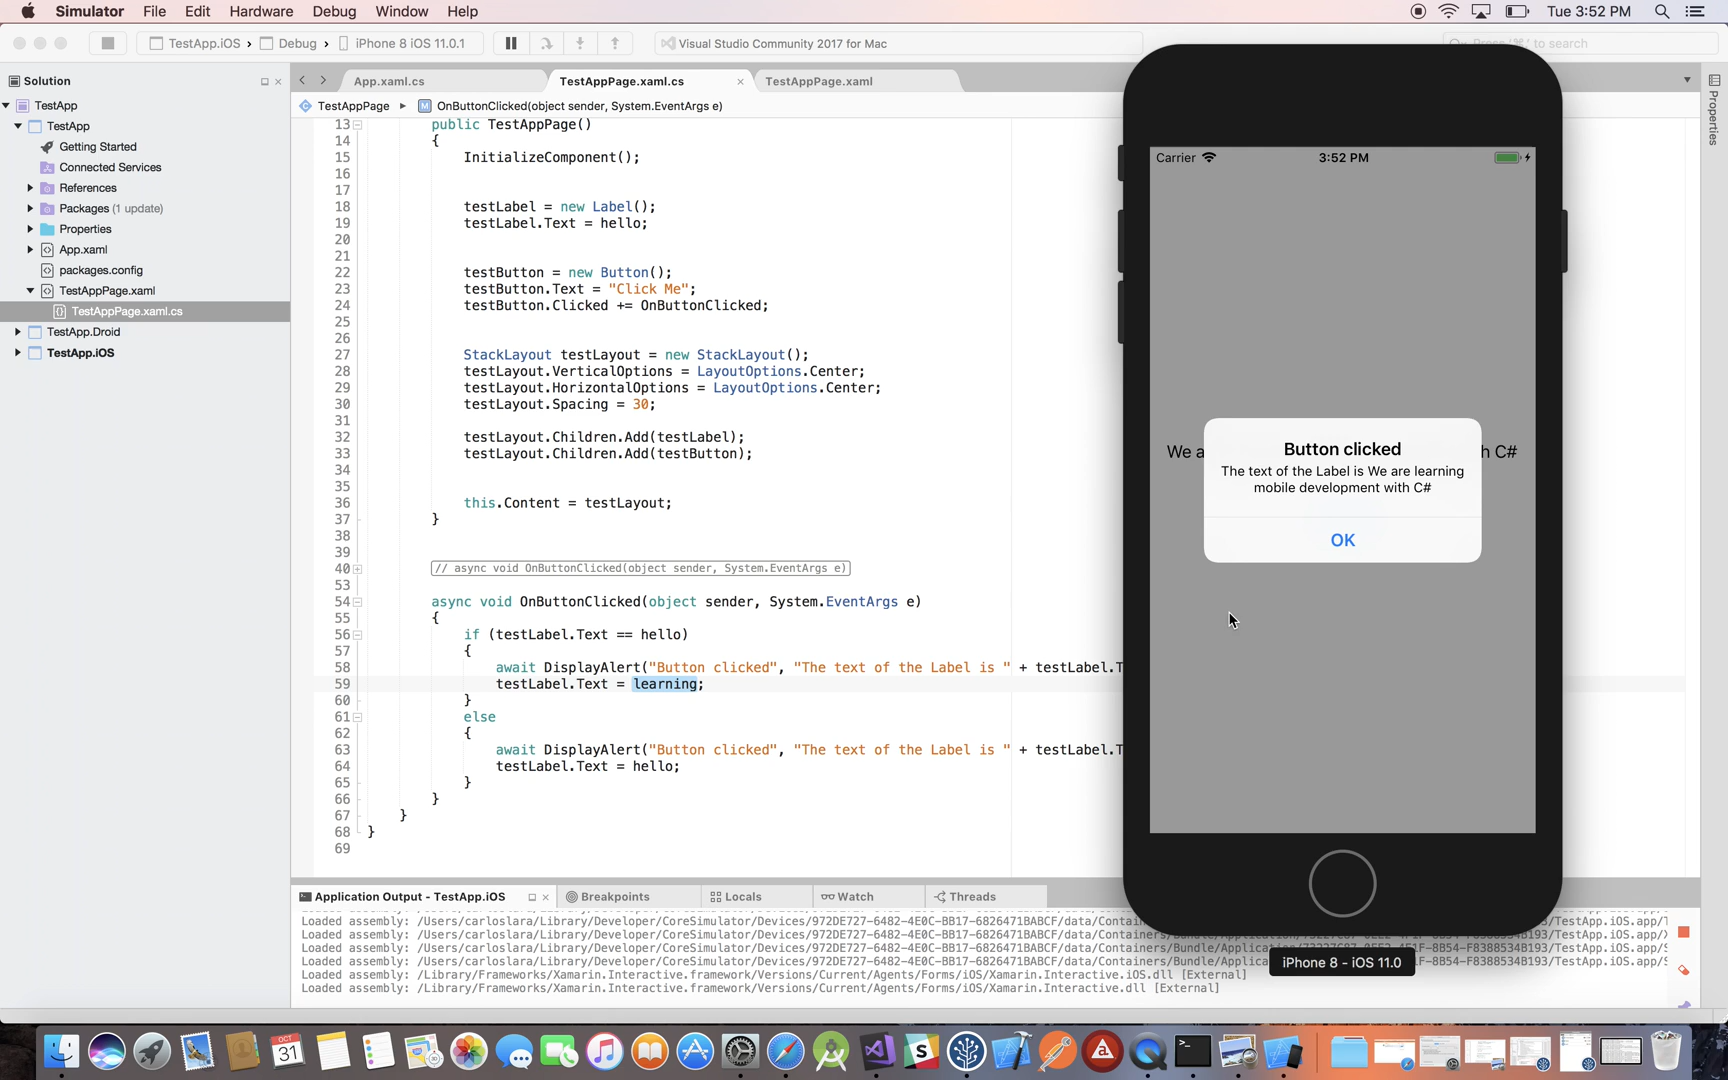 Simulator File Edit Hardware Debug Window Help
Tue 3:52 PM
TestApp.iOS › Debug › iPhone 8 iOS 11.0.1
Visual Studio Community 2017 for Mac
to search
Solution
TestApp
TestApp
Getting Started
Connected Services
References
Packages (1 update)
Properties
App.xaml
packages.config
TestAppPage.xaml
TestAppPage.xaml.cs
TestApp.Droid
TestApp.iOS
App.xaml.cs
TestAppPage.xaml.cs
TestAppPage.xaml
TestAppPage
OnButtonClicked(object sender, System.EventArgs e)
13 public TestAppPage()
14 {
15 InitializeComponent();
16
17
18 testLabel = new Label();
19 testLabel.Text = hello;
20
21
22 testButton = new Button();
23 testButton.Text = "Click Me";
24 testButton.Clicked += OnButtonClicked;
25
26
27 StackLayout testLayout = new StackLayout();
28 testLayout.VerticalOptions = LayoutOptions.Center;
29 testLayout.HorizontalOptions = LayoutOptions.Center;
30 testLayout.Spacing = 30;
31
32 testLayout.Children.Add(testLabel);
33 testLayout.Children.Add(testButton);
34
35
36 this.Content = testLayout;
37 }
38
39
40 // async void OnButtonClicked(object sender, System.EventArgs e)
53
54 async void OnButtonClicked(object sender, System.EventArgs e)
55 {
56 if (testLabel.Text == hello)
57 {
58 await DisplayAlert("Button clicked", "The text of the Label is " + testLabel.T
59 testLabel.Text = learning;
60 }
61 else
62 {
63 await DisplayAlert("Button clicked", "The text of the Label is " + testLabel.T
64 testLabel.Text = hello;
65 }
66 }
67 }
68 }
69
Properties
Carrier 3:52 PM
We a
h C#
Button clicked
The text of the Label is We are learning
mobile development with C#
OK
iPhone 8 - iOS 11.0
Application Output - TestApp.iOS
Breakpoints
Locals
Watch
Threads
Loaded assembly: /Users/carloslara/Library/Developer/CoreSimulator/Devices/972DE727-6482-4E0C-BB17-6826471BABCF/data/Contain
Loaded assembly: /Users/carloslara/Library/Developer/CoreSimulator/Devices/972DE727-6482-4E0C-BB17-6826471BABCF/data/Containers/Bundle/Application
Loaded assembly: /Users/carloslara/Library/Developer/CoreSimulator/Devices/972DE727-6482-4E0C-BB17-6826471BABCF/data/Containers/Bundle/Application
Loaded assembly: /Users/carloslara/Library/Developer/CoreSimulator/Devices/972DE727-6482-4E0C-BB17-6826471BABCF/data/Containers/Bundle/Application
Loaded assembly: /Library/Frameworks/Xamarin.Interactive.framework/Versions/Current/Agents/Forms/iOS/Xamarin.Interactive.iOS.dll [External]
Loaded assembly: /Library/Frameworks/Xamarin.Interactive.framework/Versions/Current/Agents/Forms/iOS/Xamarin.Interactive.dll [External]
OCT
31